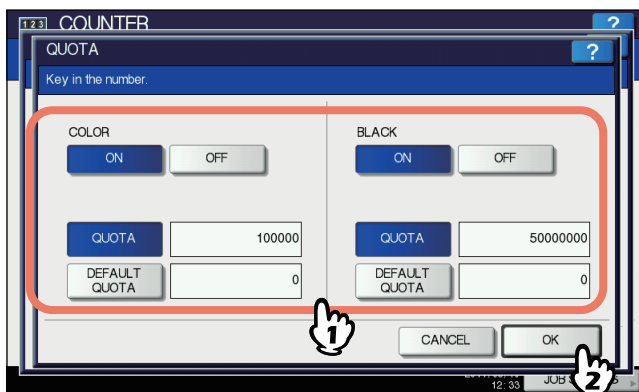 123 COUNTER ?
QUOTA ?
Key in the number.
COLOR BLACK
ON OFF ON OFF
QUOTA 100000 QUOTA 50000000
DEFAULT QUOTA 0 DEFAULT QUOTA 0
1
CANCEL OK
2
12:33 JOB S